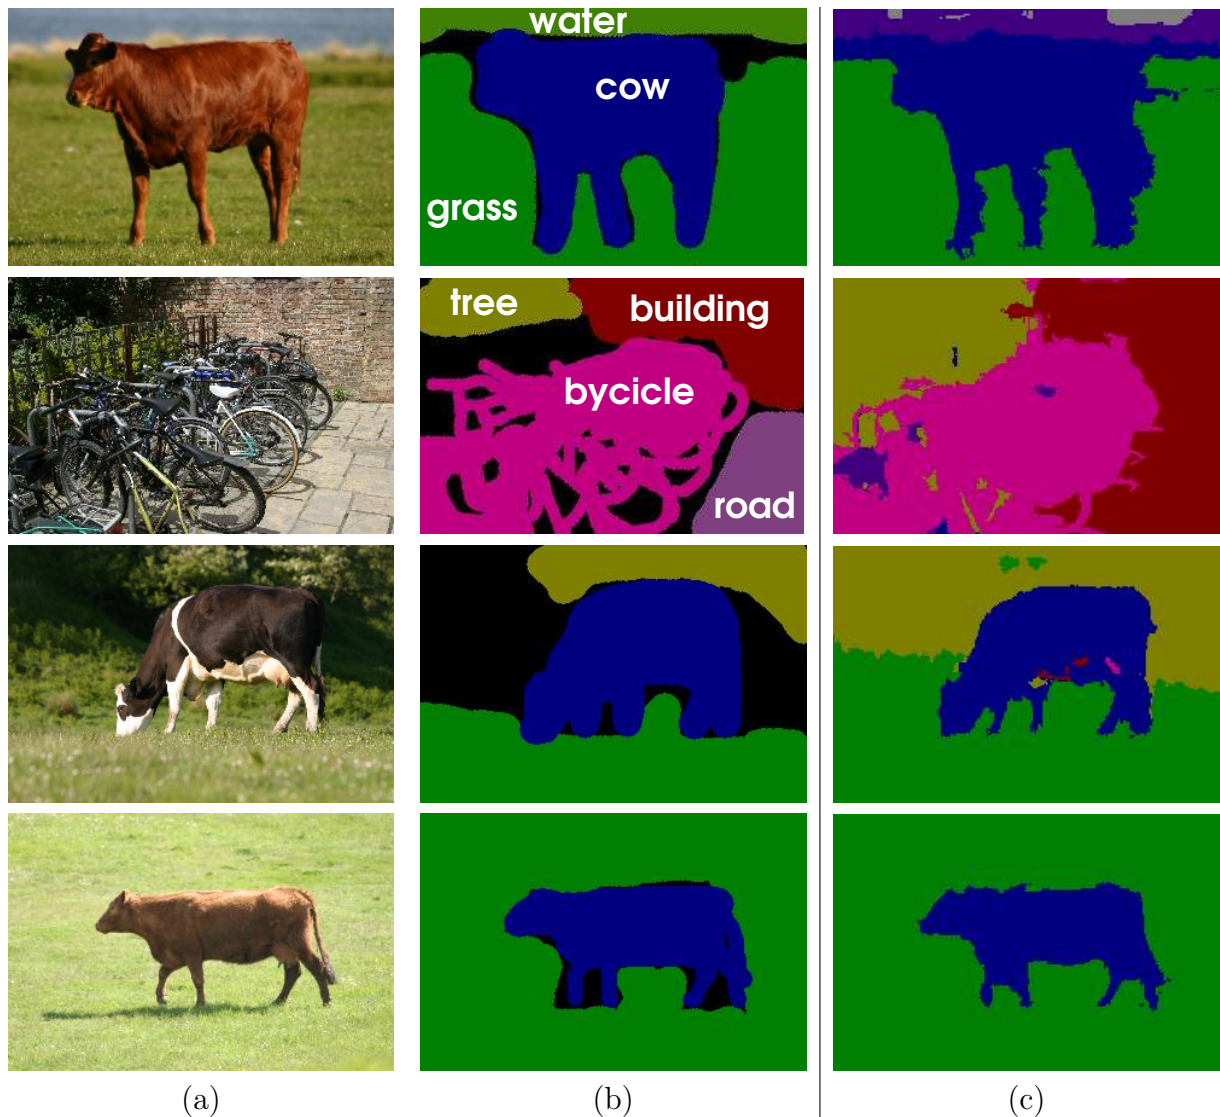 water
cow
grass
tree
building
bycicle
road
(a)
(b)
(c)